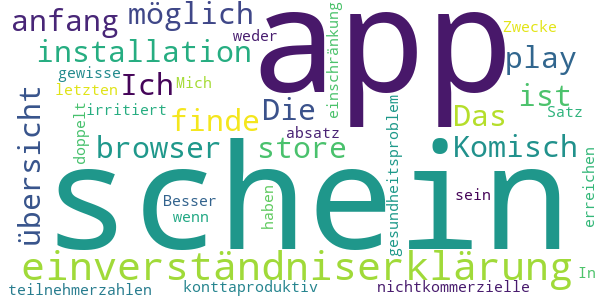 anfang möglich app
weder
installation play
gewisse Ich Zwecke
letzten Mich einschränkung ist
übersicht irritiert Die Das Satz
finde absatz
doppelt browser store Komisch
schein
Besser haben gesundheitsproblem sein erreichen
wenn
einverständniserklärung In
teilnehmerzahlen konttaproduktiv nichtkommerzielle